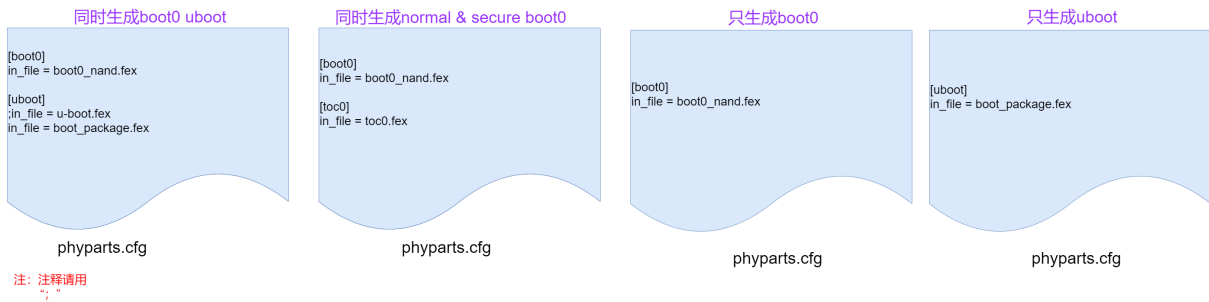 同时生成boot0 uboot
[boot0]
in_file = boot0_nand.fex
[uboot]
;in_file = u-boot.fex
in_file = boot_package.fex
phyparts.cfg
注：注释请用
“；”
同时生成normal & secure boot0
[boot0]
in_file = boot0_nand.fex
[toc0]
in_file = toc0.fex
phyparts.cfg
只生成boot0
[boot0]
in_file = boot0_nand.fex
phyparts.cfg
只生成uboot
[uboot]
in_file = boot_package.fex
phyparts.cfg